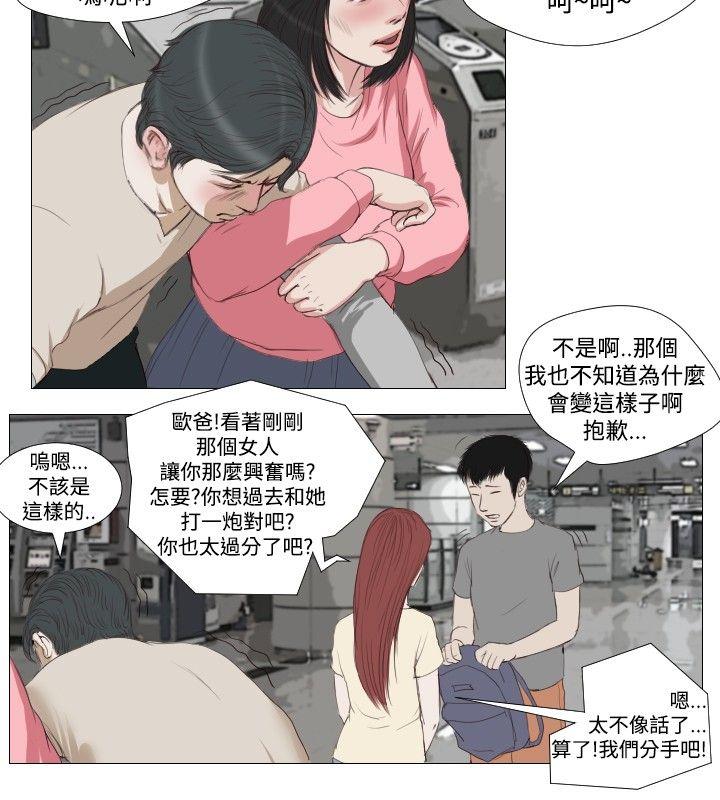 呵~呵~
不是啊..那個
我也不知道為什麼
會變這樣子啊
抱歉...
歐爸!看著剛剛
那個女人
讓你那麼興奮嗎?
怎要?你想過去和她
打一炮對吧?
你也太過分了吧?
嗚嗯...
不該是
這樣的..
嗯...
太不像話了...
算了!我們分手吧!